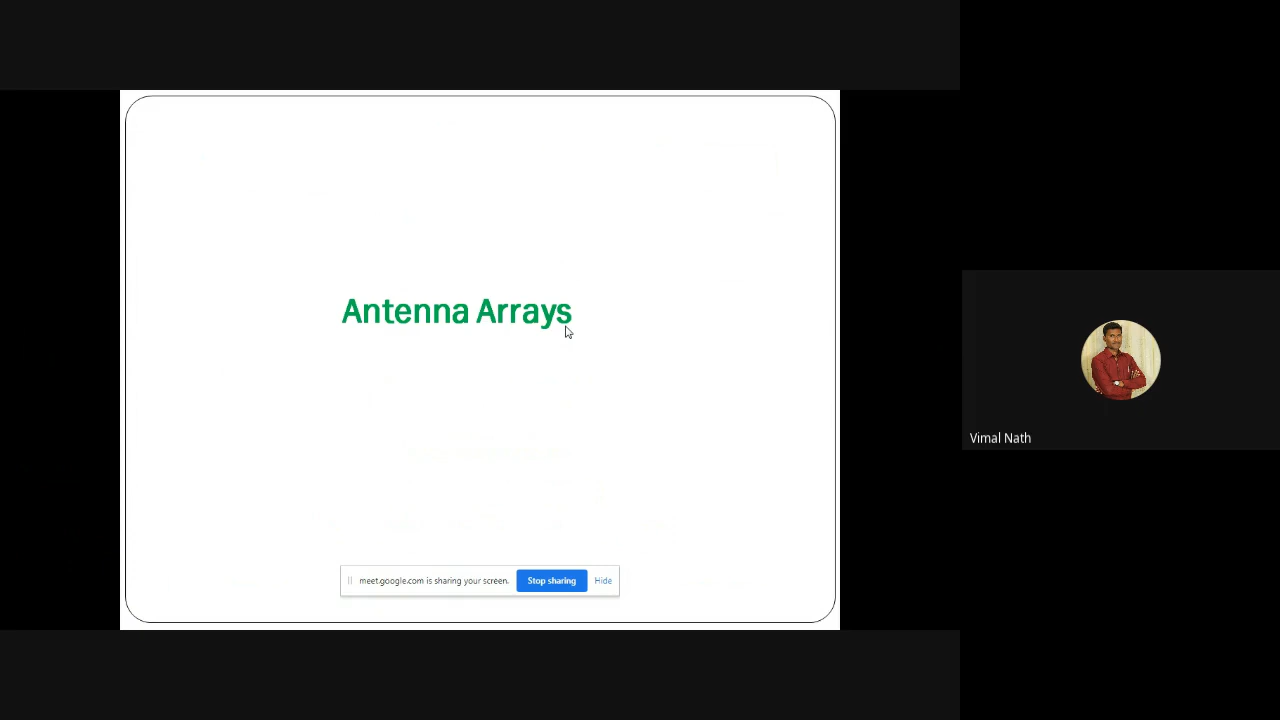 Antenna Arrays
meet.google.com is sharing your screen.
Stop sharing
Hide
Vimal Nath